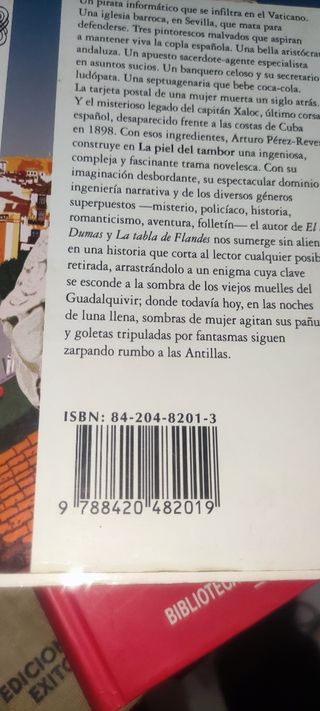 Un pirata informático que se infiltra en el Vaticano.
Una iglesia barroca, en Sevilla, que mata para
defenderse. Tres pintorescos malvados que aspiran
a mantener viva la copla española. Una bella aristócra
andaluza. Un apuesto sacerdote-agente especialista
en asuntos sucios. Un banquero celoso y su secretario
ludópata. Una septuagenaria que bebe coca-cola.
La tarjeta postal de una mujer muerta un siglo atrás.
Y el misterioso legado del capitán Xaloc, último corsa
español, desaparecido frente a las costas de Cuba
en 1898. Con esos ingredientes, Arturo Pérez-Rever
construye en La piel del tambor una ingeniosa,
compleja y fascinante trama novelesca. Con su
imaginación desbordante, su espectacular dominio
ingeniería narrativa y de los diversos géneros
superpuestos —misterio, policíaco, historia,
romanticismo, aventura, folletín— el autor de El
Dumas y La tabla de Flandes nos sumerge sin alien
en una historia que corta al lector cualquier posib
retirada, arrastrándolo a un enigma cuya clave
se esconde a la sombra de los viejos muelles del
Guadalquivir; donde todavía hoy, en las noches
de luna llena, sombras de mujer agitan sus pañu
y goletas tripuladas por fantasmas siguen
zarpando rumbo a las Antillas.
ISBN: 84-204-8201-3
9 788420 482019
BIBLIOTECA
EDICION
EXITO